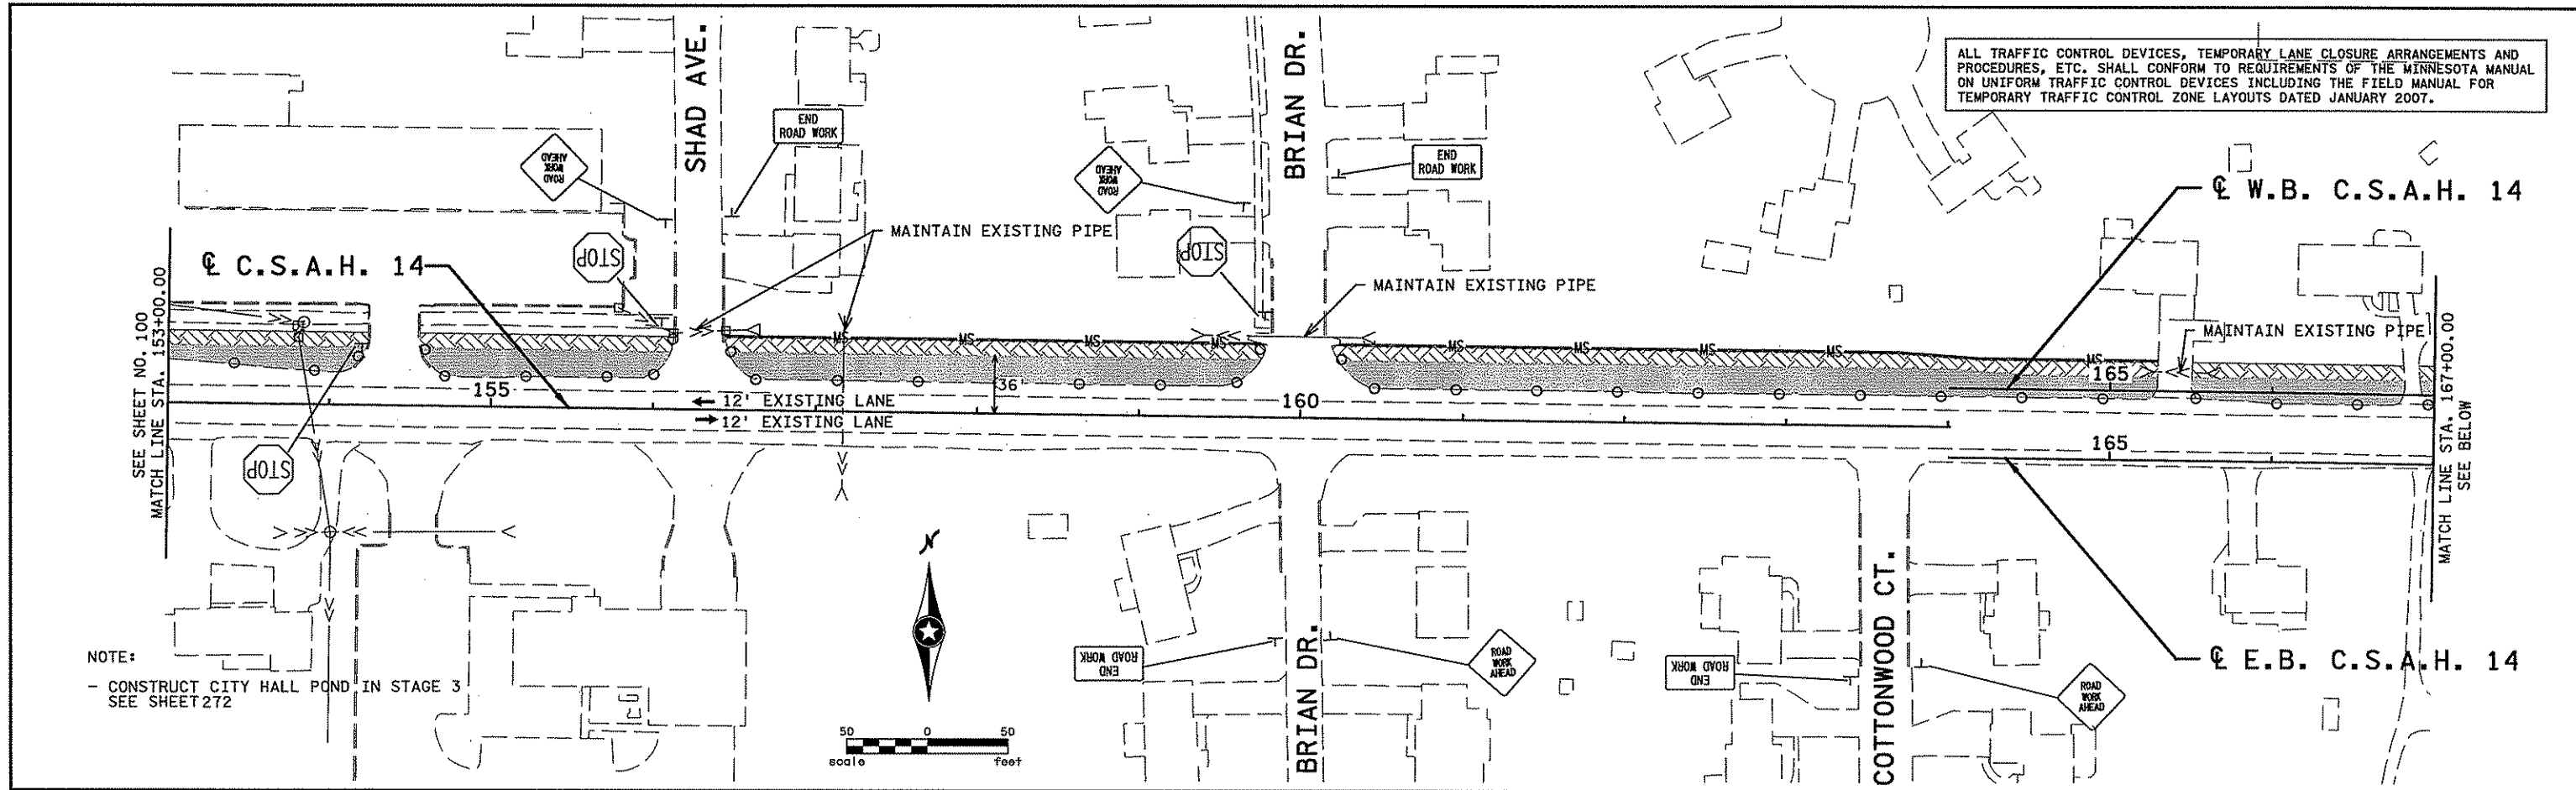 ALL TRAFFIC CONTROL DEVICES, TEMPORARY LANE CLOSURE ARRANGEMENTS AND
PROCEDURES, ETC. SHALL CONFORM TO REQUIREMENTS OF THE MINNESOTA MANUAL
ON UNIFORM TRAFFIC CONTROL DEVICES INCLUDING THE FIELD MANUAL FOR
TEMPORARY TRAFFIC CONTROL ZONE LAYOUTS DATED JANUARY 2007.
SHAD AVE.
BRIAN DR.
END
ROAD WORK
ROAD
WORK
AHEAD
ROAD
WORK
AHEAD
END
ROAD WORK
℄ W.B. C.S.A.H. 14
STOP
MAINTAIN EXISTING PIPE
STOP
℄ C.S.A.H. 14
MAINTAIN EXISTING PIPE
MAINTAIN EXISTING PIPE
SEE SHEET NO. 100
MATCH LINE STA. 153+00.00
MATCH LINE STA. 167+00.00
SEE BELOW
MS
MS
MS
MS
MS
MS
MS
MS
MS
36'
155
160
165
12' EXISTING LANE
12' EXISTING LANE
165
STOP
N
BRIAN DR.
COTTONWOOD CT.
END
ROAD WORK
ROAD
WORK
AHEAD
END
ROAD WORK
ROAD
WORK
AHEAD
℄ E.B. C.S.A.H. 14
NOTE:
- CONSTRUCT CITY HALL POND IN STAGE 3
SEE SHEET 272
50 0 50
scale feet